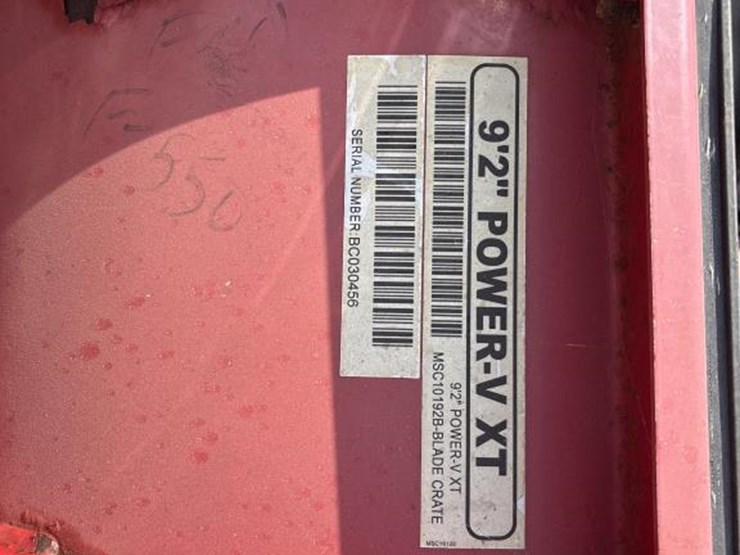 9'2" POWER-V XT
9'2" POWER-V XT
MSC10192B-BLADE CRATE
SERIAL NUMBER:BC030456
F-550